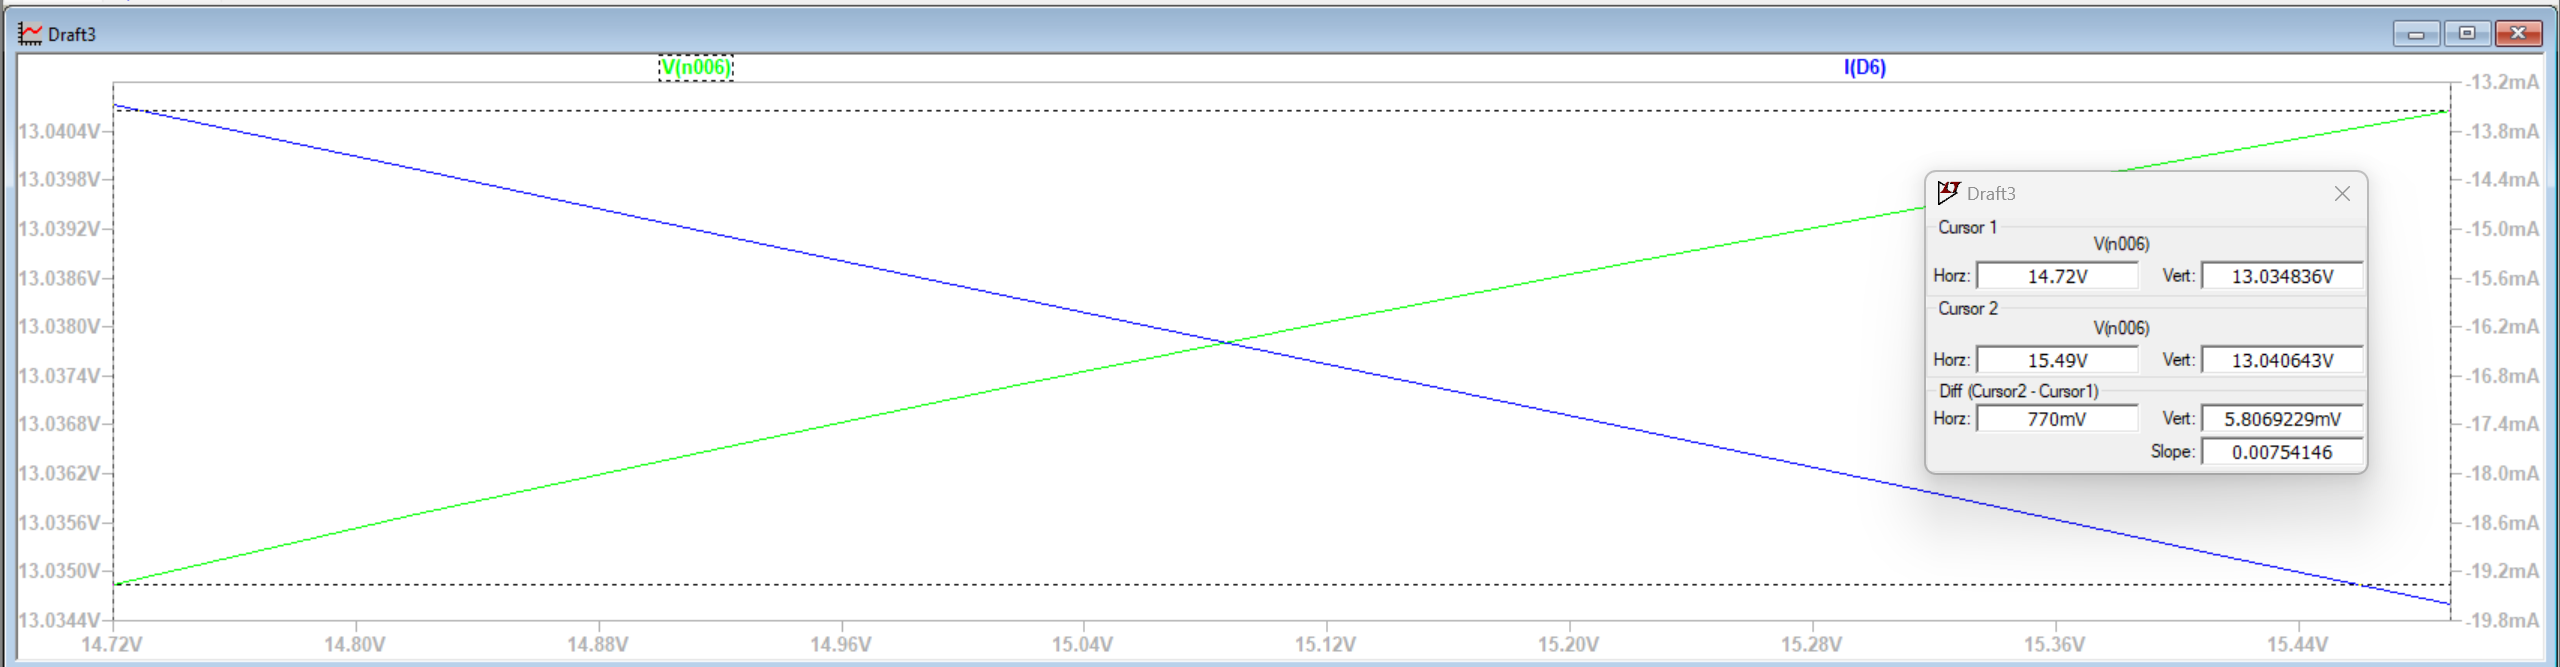 Draft3
V(n006) I(D6)
13.0404V
13.0398V
13.0392V
13.0386V
13.0380V
13.0374V
13.0368V
13.0362V
13.0356V
13.0350V
13.0344V
-13.2mA
-13.8mA
-14.4mA
-15.0mA
-15.6mA
-16.2mA
-16.8mA
-17.4mA
-18.0mA
-18.6mA
-19.2mA
-19.8mA
14.72V 14.80V 14.88V 14.96V 15.04V 15.12V 15.20V 15.28V 15.36V 15.44V
Draft3
Cursor 1
V(n006)
Horz: 14.72V Vert: 13.034836V
Cursor 2
V(n006)
Horz: 15.49V Vert: 13.040643V
Diff (Cursor2 - Cursor1)
Horz: 770mV Vert: 5.8069229mV
Slope: 0.00754146